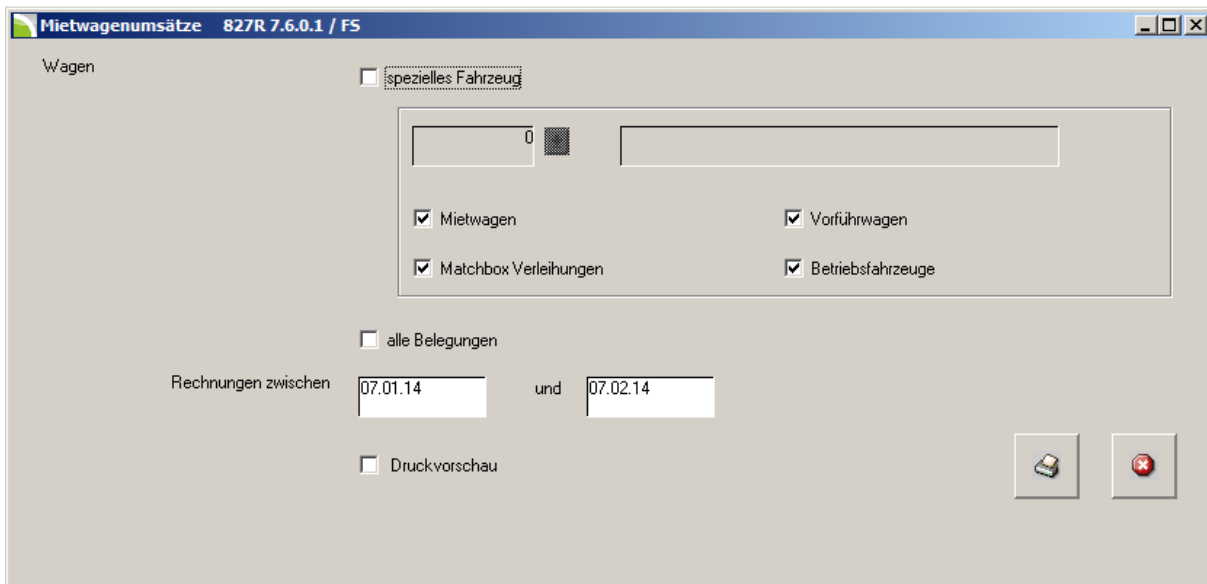 Mietwagenumsätze 827R 7.6.0.1 / FS
Wagen
spezielles Fahrzeug
0
Mietwagen Vorführwagen
Matchbox Verleihungen Betriebsfahrzeuge
alle Belegungen
Rechnungen zwischen 07.01.14 und 07.02.14
Druckvorschau